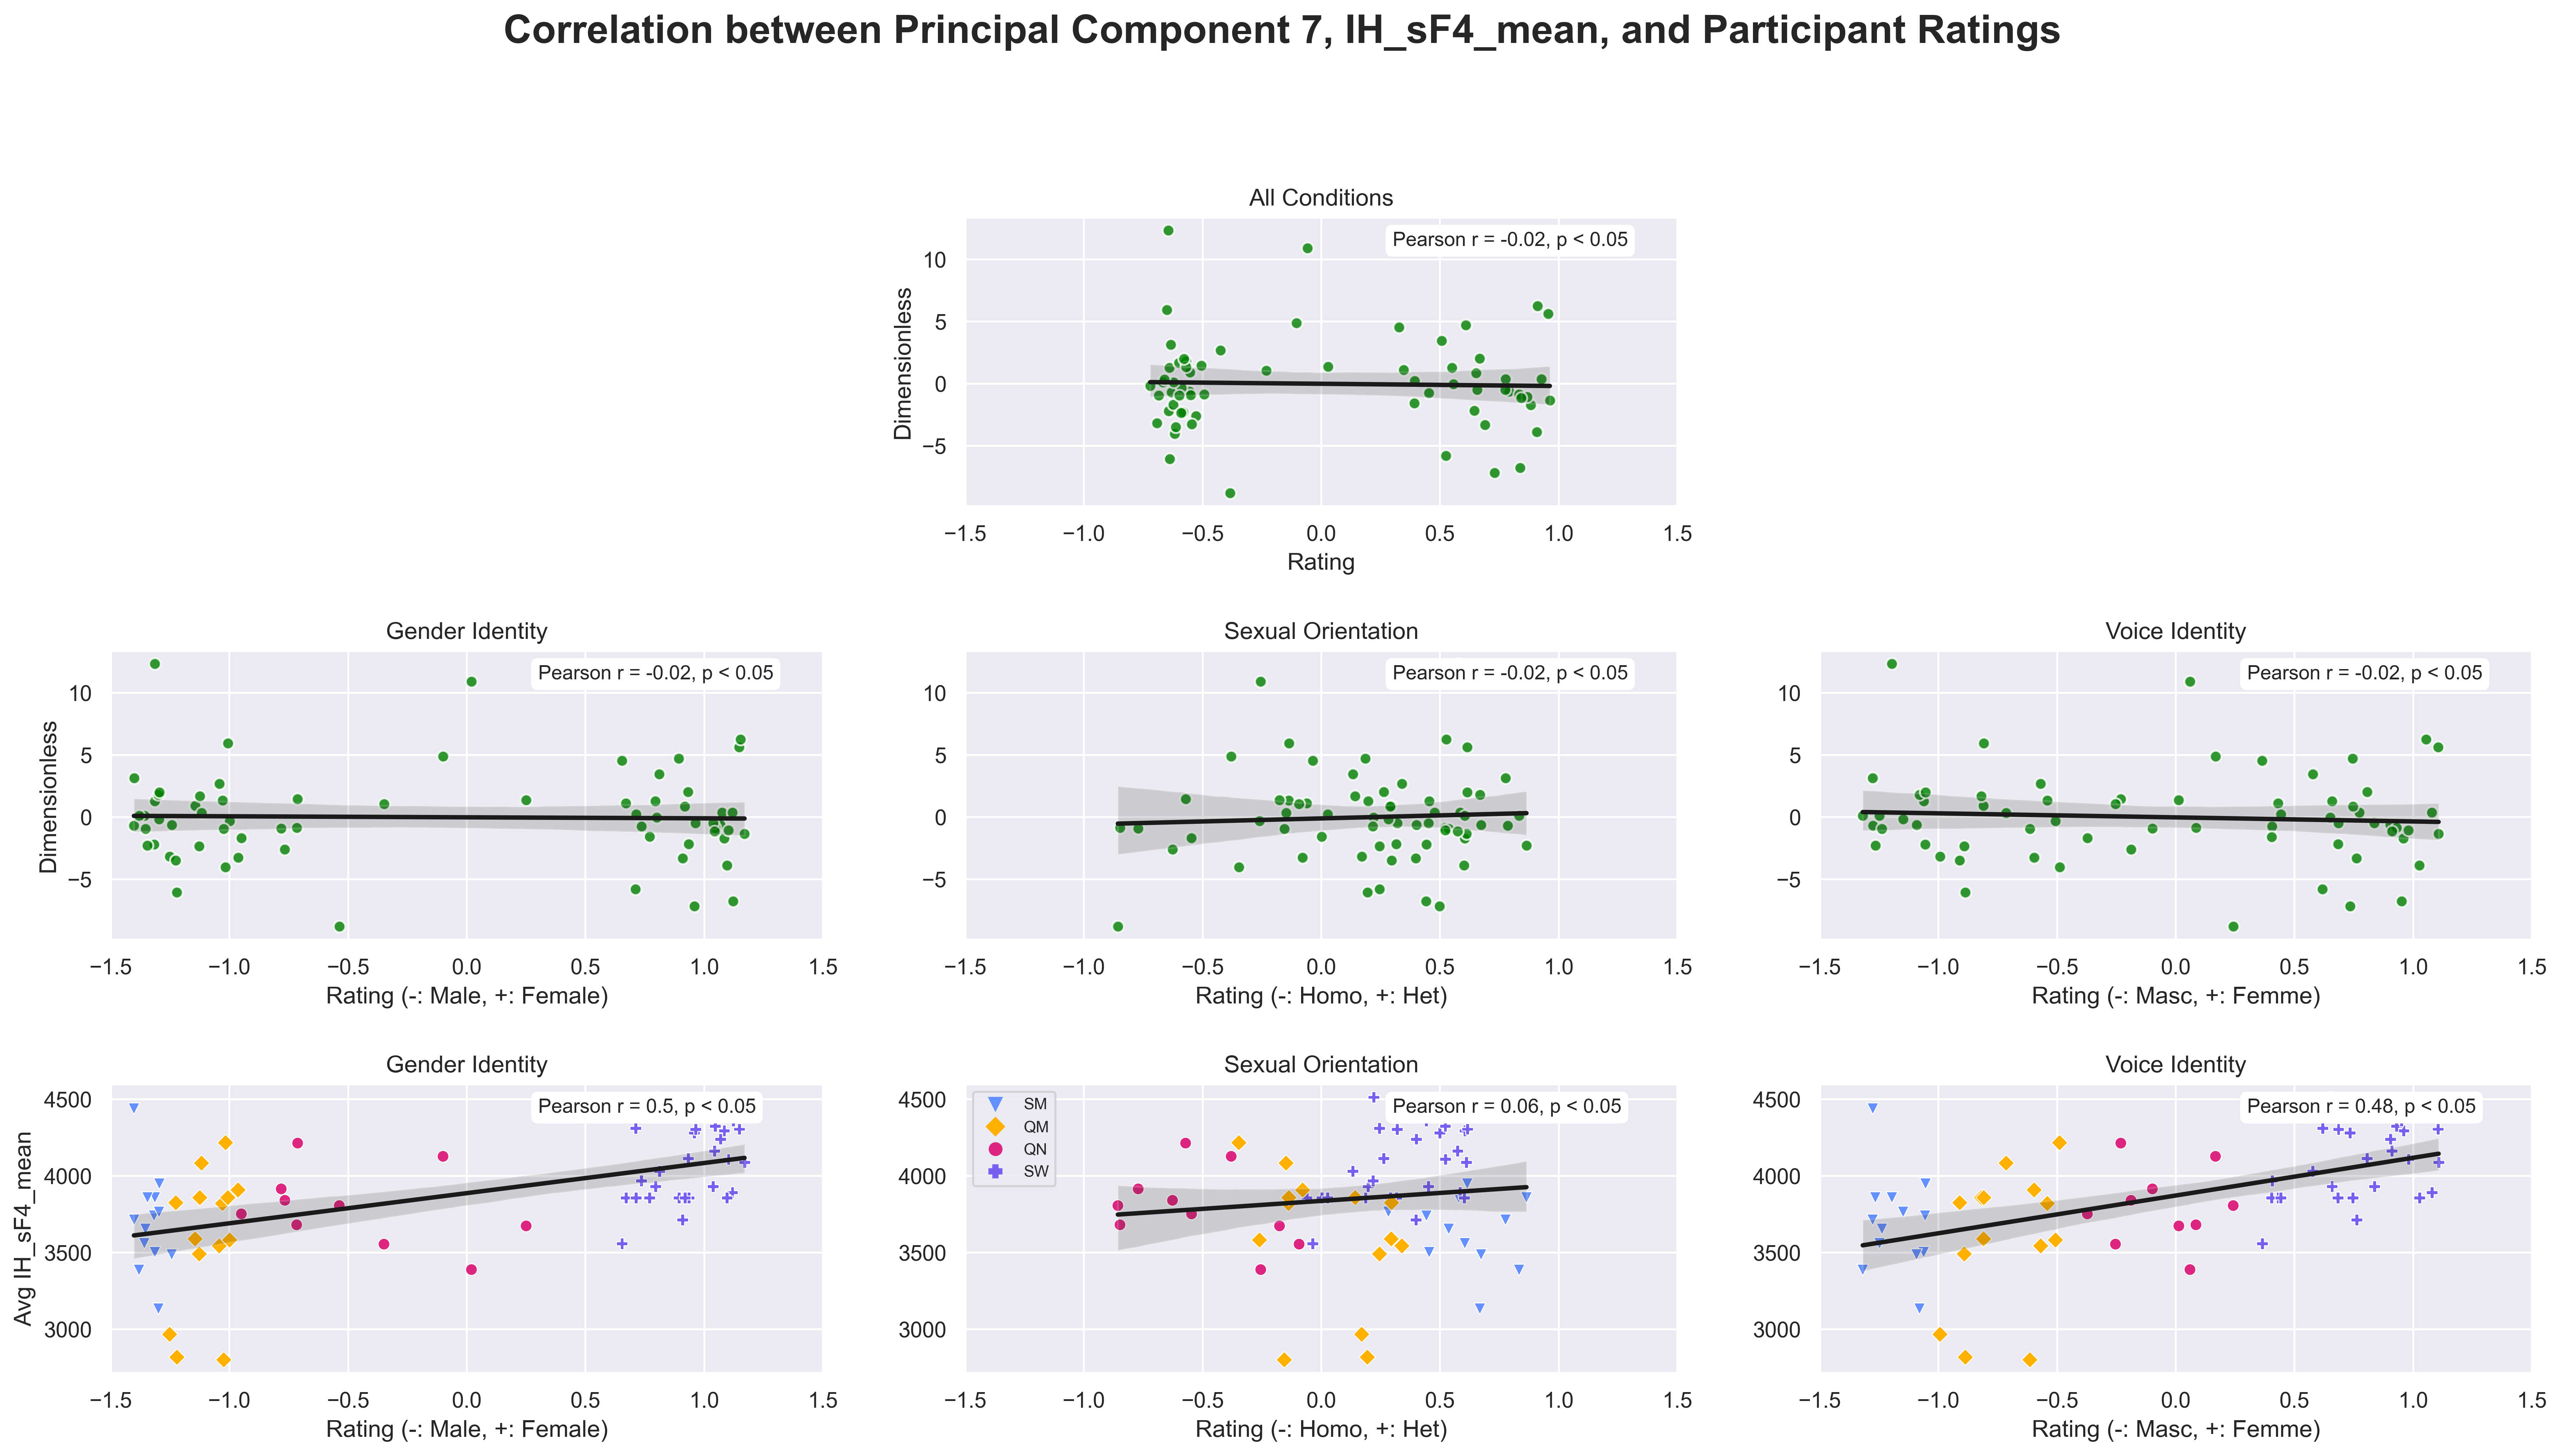 Correlation between Principal Component 7, IH_sF4_mean, and Participant Ratings
All Conditions
Pearson r = -0.02, p < 0.05
Dimensionless
10
5
0
−5
−1.5 −1.0 −0.5 0.0 0.5 1.0 1.5
Rating
Gender Identity
Pearson r = -0.02, p < 0.05
Dimensionless
10
5
0
−5
−1.5 −1.0 −0.5 0.0 0.5 1.0 1.5
Rating (-: Male, +: Female)
Sexual Orientation
Pearson r = -0.02, p < 0.05
10
5
0
−5
−1.5 −1.0 −0.5 0.0 0.5 1.0 1.5
Rating (-: Homo, +: Het)
Voice Identity
Pearson r = -0.02, p < 0.05
10
5
0
−5
−1.5 −1.0 −0.5 0.0 0.5 1.0 1.5
Rating (-: Masc, +: Femme)
Gender Identity
Pearson r = 0.5, p < 0.05
Avg IH_sF4_mean
4500
4000
3500
3000
−1.5 −1.0 −0.5 0.0 0.5 1.0 1.5
Rating (-: Male, +: Female)
Sexual Orientation
SM
QM
QN
SW
Pearson r = 0.06, p < 0.05
4500
4000
3500
3000
−1.5 −1.0 −0.5 0.0 0.5 1.0 1.5
Rating (-: Homo, +: Het)
Voice Identity
Pearson r = 0.48, p < 0.05
4500
4000
3500
3000
−1.5 −1.0 −0.5 0.0 0.5 1.0 1.5
Rating (-: Masc, +: Femme)